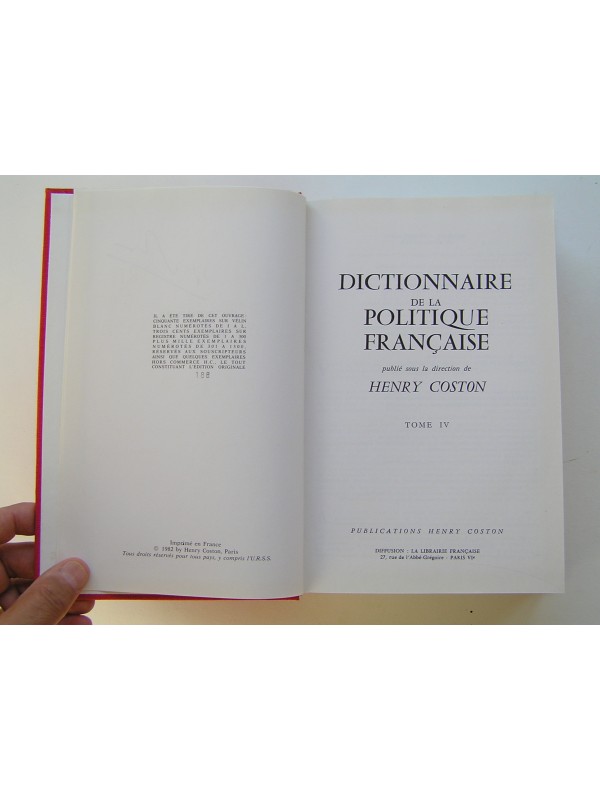 IL A ÉTÉ TIRÉ DE CET OUVRAGE:
CINQUANTE EXEMPLAIRES SUR VÉLIN
BLANC NUMÉROTÉS DE I A L,
TROIS CENTS EXEMPLAIRES SUR
REGISTRE NUMÉROTÉS DE 1 A 300
PLUS MILLE EXEMPLAIRES
NUMÉROTÉS DE 301 A 1300,
RÉSERVÉS AUX SOUSCRIPTEURS
AINSI QUE QUELQUES EXEMPLAIRES
HORS COMMERCE H.C., LE TOUT
CONSTITUANT L'ÉDITION ORIGINALE
Imprimé en France
© 1982 by Henry Coston, Paris
Tous droits réservés pour tous pays, y compris l'U.R.S.S.
DICTIONNAIRE
DE LA
POLITIQUE
FRANÇAISE
publié sous la direction de
HENRY COSTON
TOME IV
PUBLICATIONS HENRY COSTON
DIFFUSION : LA LIBRAIRIE FRANÇAISE
27, rue de l'Abbé-Grégoire - PARIS VIe